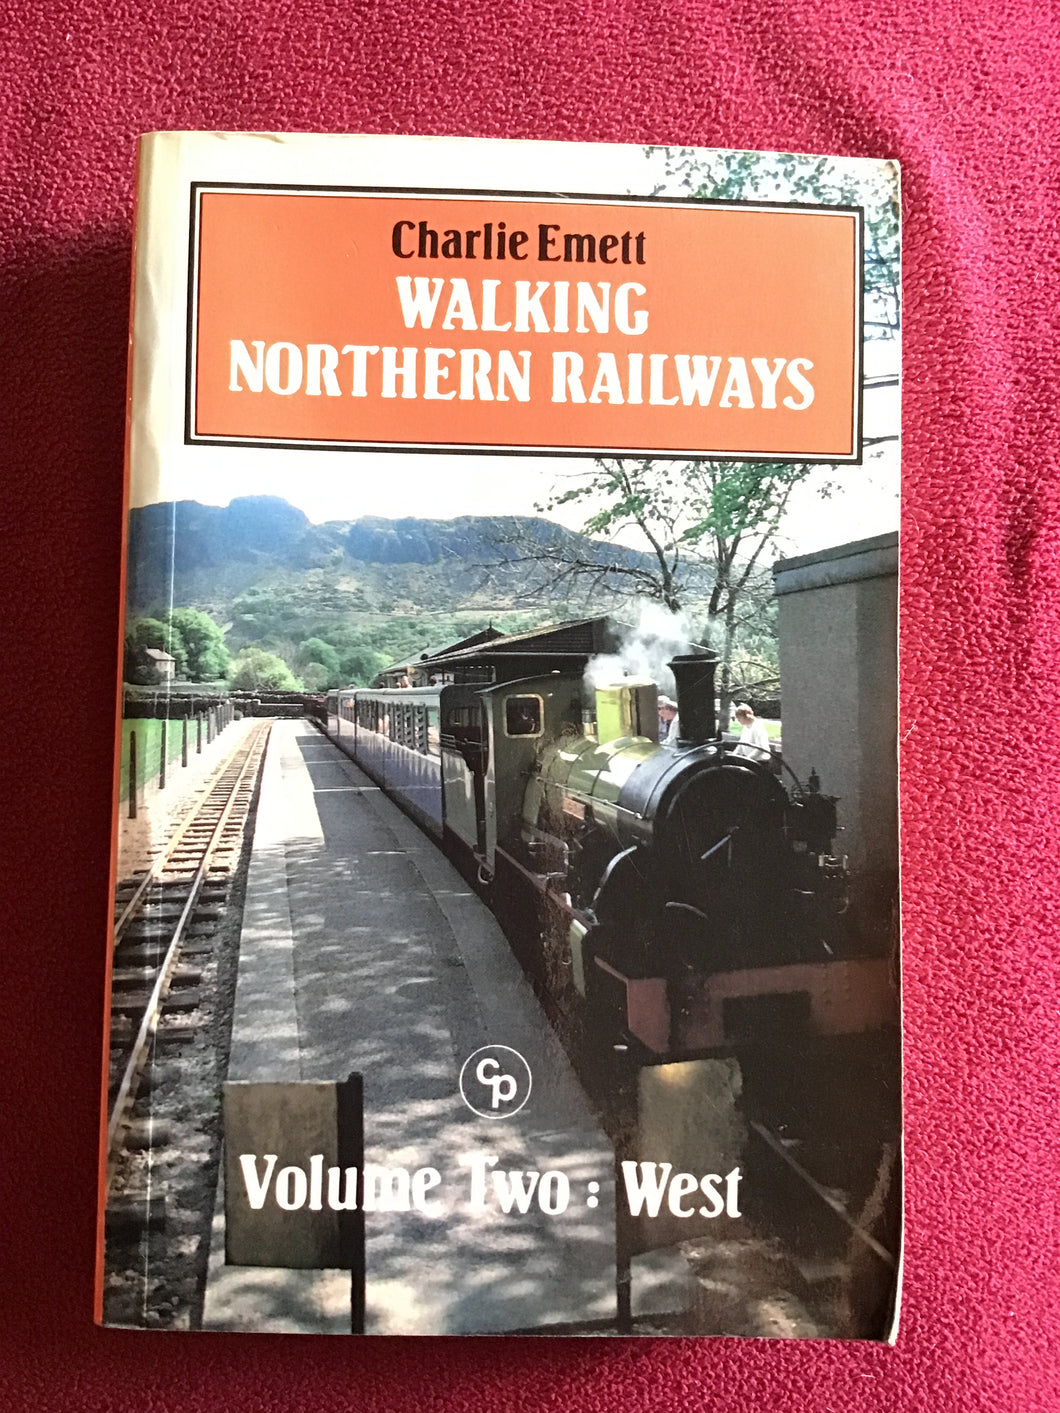 Charlie Emett
WALKING
NORTHERN RAILWAYS
cp
Volume Two: West